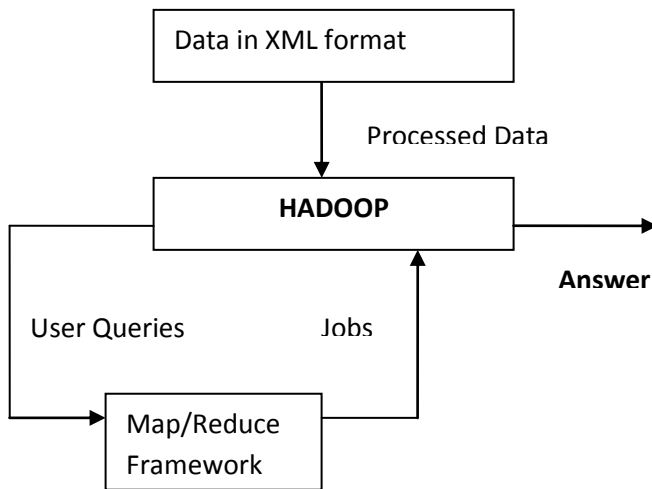 Data in XML format
Processed Data
HADOOP
Answer
User Queries
Jobs
Map/Reduce
Framework